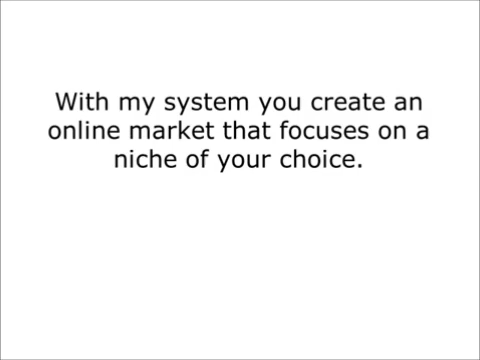 With my system you create an
online market that focuses on a
niche of your choice.